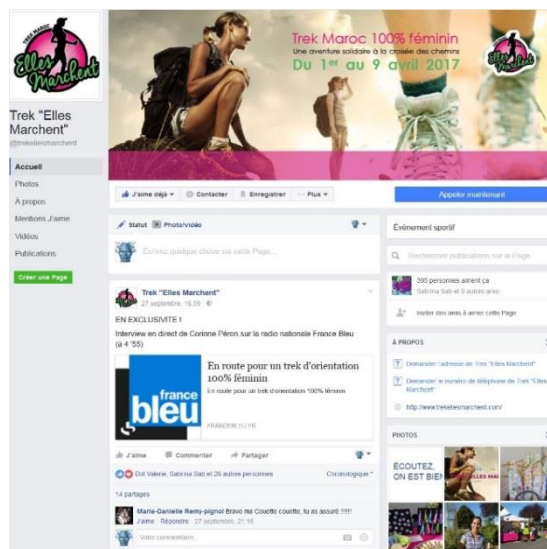 TREK MAROC
Elles
Marchent
Trek Maroc 100% féminin
Une aventure solidaire à la crosée des chemins
Du 1er au 9 avril 2017
Elles
Marchent
Trek "Elles
Marchent"
@trekellesmarchent
Accueil
Photos
À propos
Mentions J'aime
Vidéos
Publications
Créer une Page
J'aime déjà
Contacter
Enregistrer
Plus
Appeler maintenant
Statut
Photo/vidéo
Écrivez quelque chose sur cette Page...
Trek "Elles Marchent"
27 septembre, 16:59
EN EXCLUSIVITE !
Interview en direct de Corinne Péron sur la radio nationale France Bleu
(à 4 '55)
france
bleu
En route pour un trek d'orientation
100% féminin
En route pour un trek d'orientation 100% féminin
FRANCEBLEU.FR
J'aime
Commenter
Partager
Dol Valerie, Sabrina Sab et 26 autres personnes
Chronologique
14 partages
Marie-Danielle Remy-pignol Bravo ma Couette couette, tu as assuré !!!!!
J'aime · Répondre · 27 septembre, 21:16
Votre commentaire...
Évènement sportif
Rechercher publications sur la Page
395 personnes aiment ça
Sabrina Sab et 9 autres amis
Inviter des amis à aimer cette Page
À PROPOS
Demander l'adresse de Trek "Elles Marchent"
Demander le numéro de téléphone de Trek "Elles
Marchent"
http://www.trekellesmarchent.com/
PHOTOS
ÉCOUTEZ,
ON EST BIEN